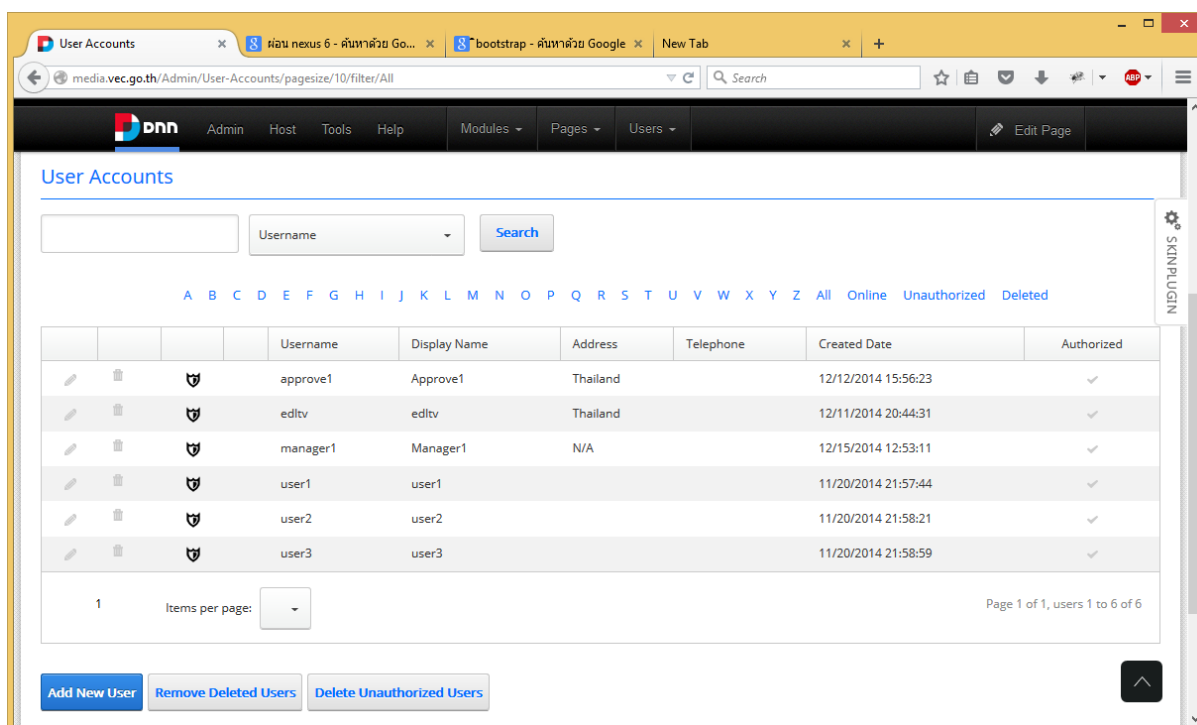 User Accounts
ผ่อน nexus 6 - ค้นหาด้วย Go...
bootstrap - ค้นหาด้วย Google
New Tab
media.vec.go.th/Admin/User-Accounts/pagesize/10/filter/All
Search
ABP
DNN Admin Host Tools Help Modules Pages Users Edit Page
User Accounts
Username Search
SKINPLUGIN
A B C D E F G H I J K L M N O P Q R S T U V W X Y Z All Online Unauthorized Deleted
Username Display Name Address Telephone Created Date Authorized
approve1 Approve1 Thailand 12/12/2014 15:56:23
edltv edltv Thailand 12/11/2014 20:44:31
manager1 Manager1 N/A 12/15/2014 12:53:11
user1 user1 11/20/2014 21:57:44
user2 user2 11/20/2014 21:58:21
user3 user3 11/20/2014 21:58:59
1 Items per page: Page 1 of 1, users 1 to 6 of 6
Add New User Remove Deleted Users Delete Unauthorized Users